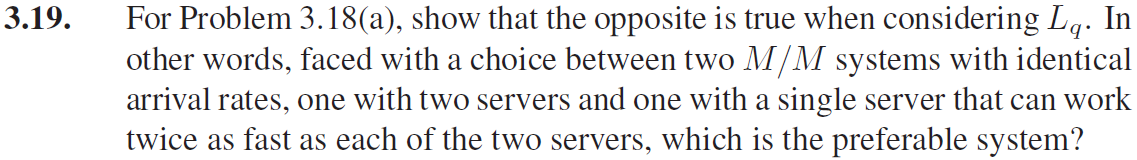 3.19. For Problem 3.18(a), show that the opposite is true when considering L_q. In
other words, faced with a choice between two M/M systems with identical
arrival rates, one with two servers and one with a single server that can work
twice as fast as each of the two servers, which is the preferable system?